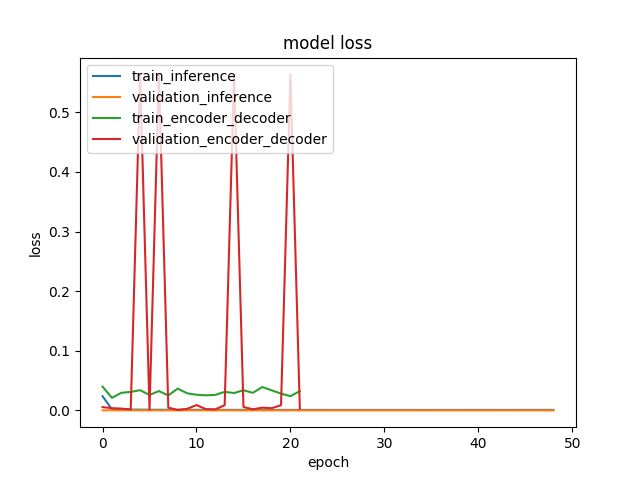 model loss
train_inference
validation_inference
train_encoder_decoder
validation_encoder_decoder
0.5
0.4
0.3
0.2
0.1
0.0
loss
0 10 20 30 40 50
epoch